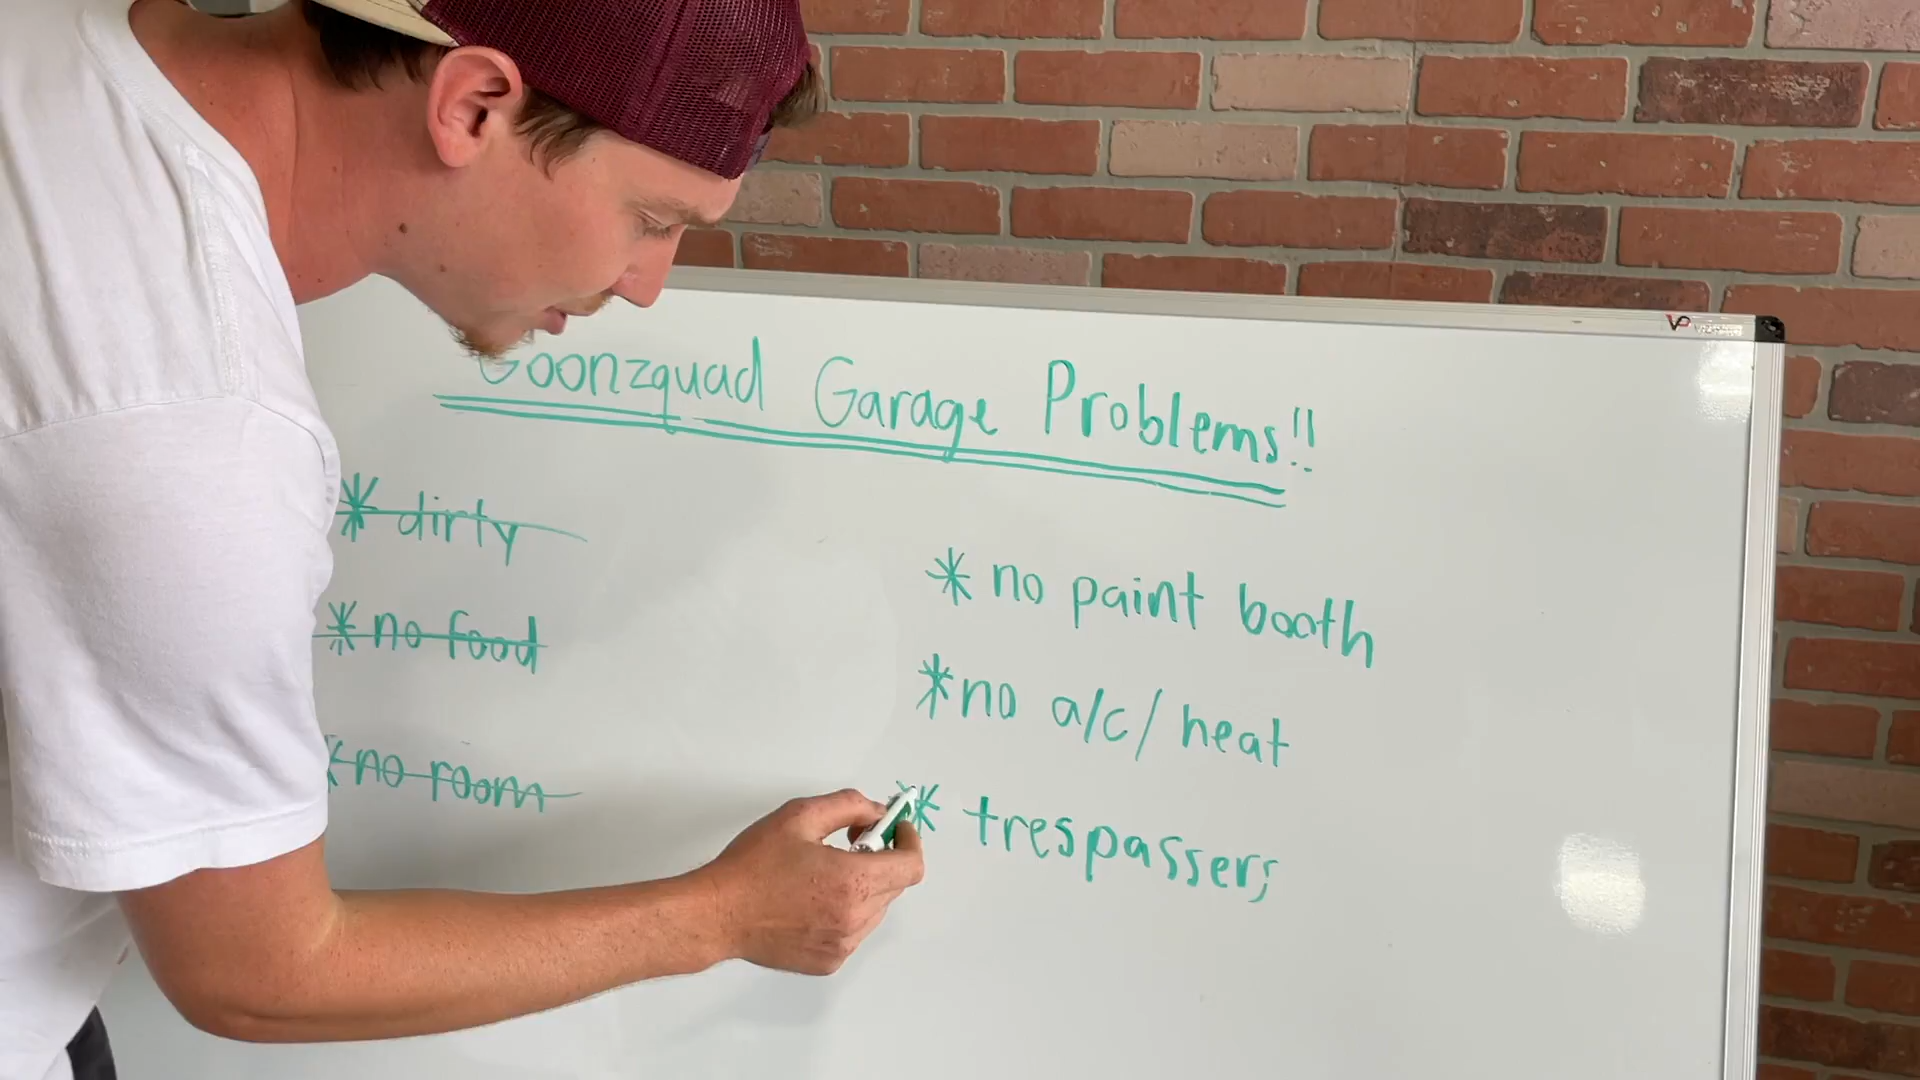 Goonzquad Garage Problems!!
* dirty
* no food
* no room
* no paint booth
* no a/c/heat
* trespassers